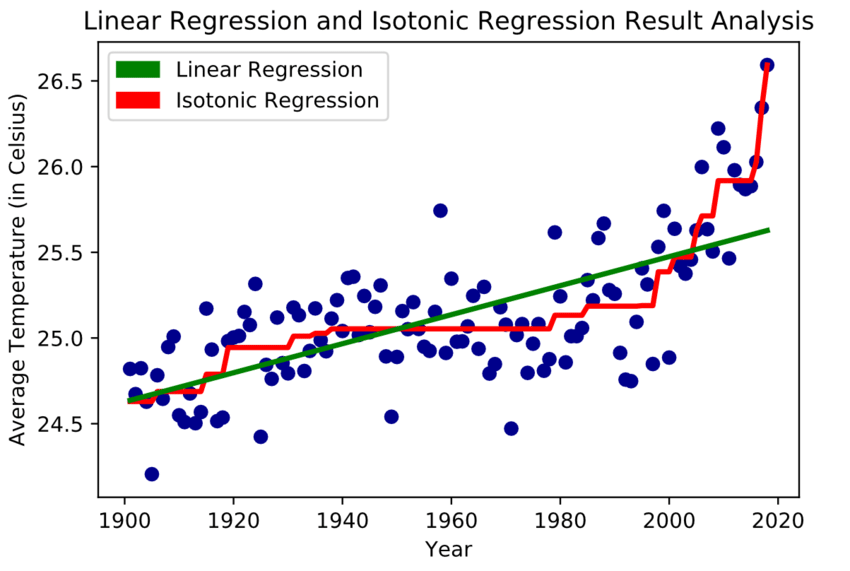 Linear Regression and Isotonic Regression Result Analysis
Linear Regression
Isotonic Regression
Average Temperature (in Celsius)
26.5
26.0
25.5
25.0
24.5
1900 1920 1940 1960 1980 2000 2020
Year